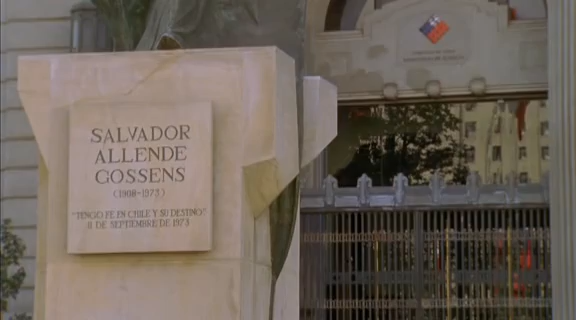 SALVADOR
ALLENDE
GOSSENS
(1908-1973)
"TENGO FE EN CHILE Y SU DESTINO"
11 DE SEPTIEMBRE DE 1973